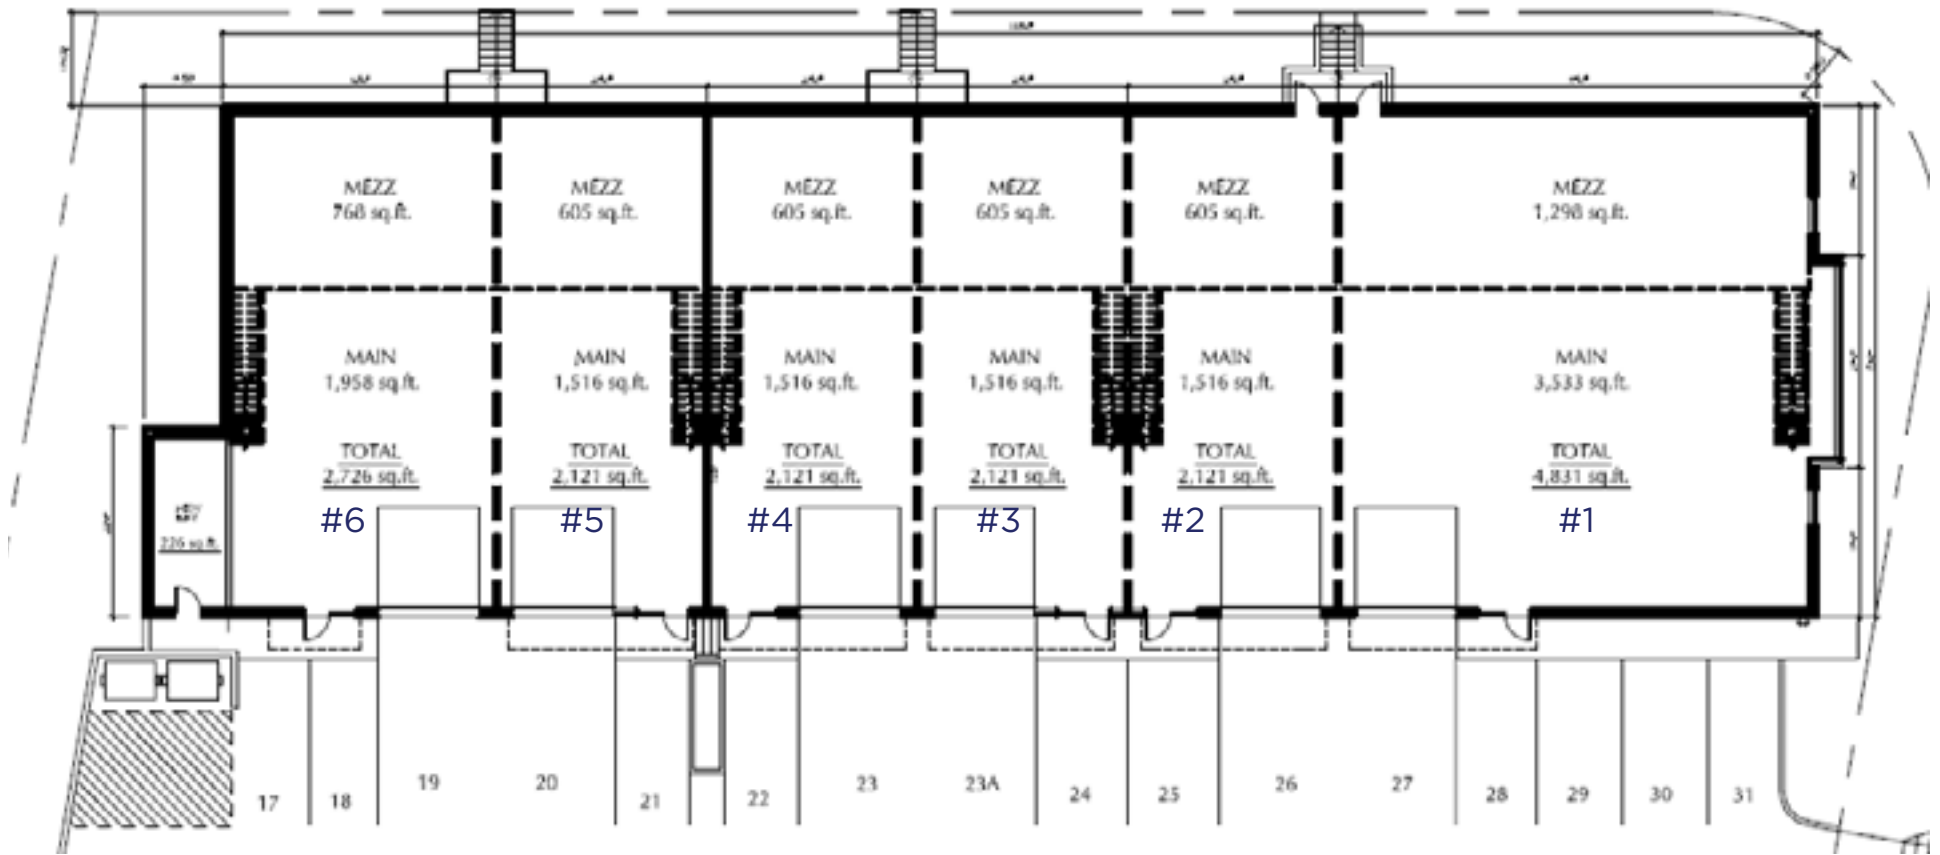 MEZZ
768 sq.ft.
MEZZ
605 sq.ft.
MEZZ
605 sq.ft.
MEZZ
605 sq.ft.
MEZZ
605 sq.ft.
MEZZ
1,298 sq.ft.
MAIN
1,958 sq.ft.
MAIN
1,516 sq.ft.
MAIN
1,516 sq.ft.
MAIN
1,516 sq.ft.
MAIN
1,516 sq.ft.
MAIN
3,533 sq.ft.
TOTAL
2,726 sq.ft.
TOTAL
2,121 sq.ft.
TOTAL
2,121 sq.ft.
TOTAL
2,121 sq.ft.
TOTAL
2,121 sq.ft.
TOTAL
4,831 sq.ft.
#6
#5
#4
#3
#2
#1
226 sq.ft.
17
18
19
20
21
22
23
23A
24
25
26
27
28
29
30
31